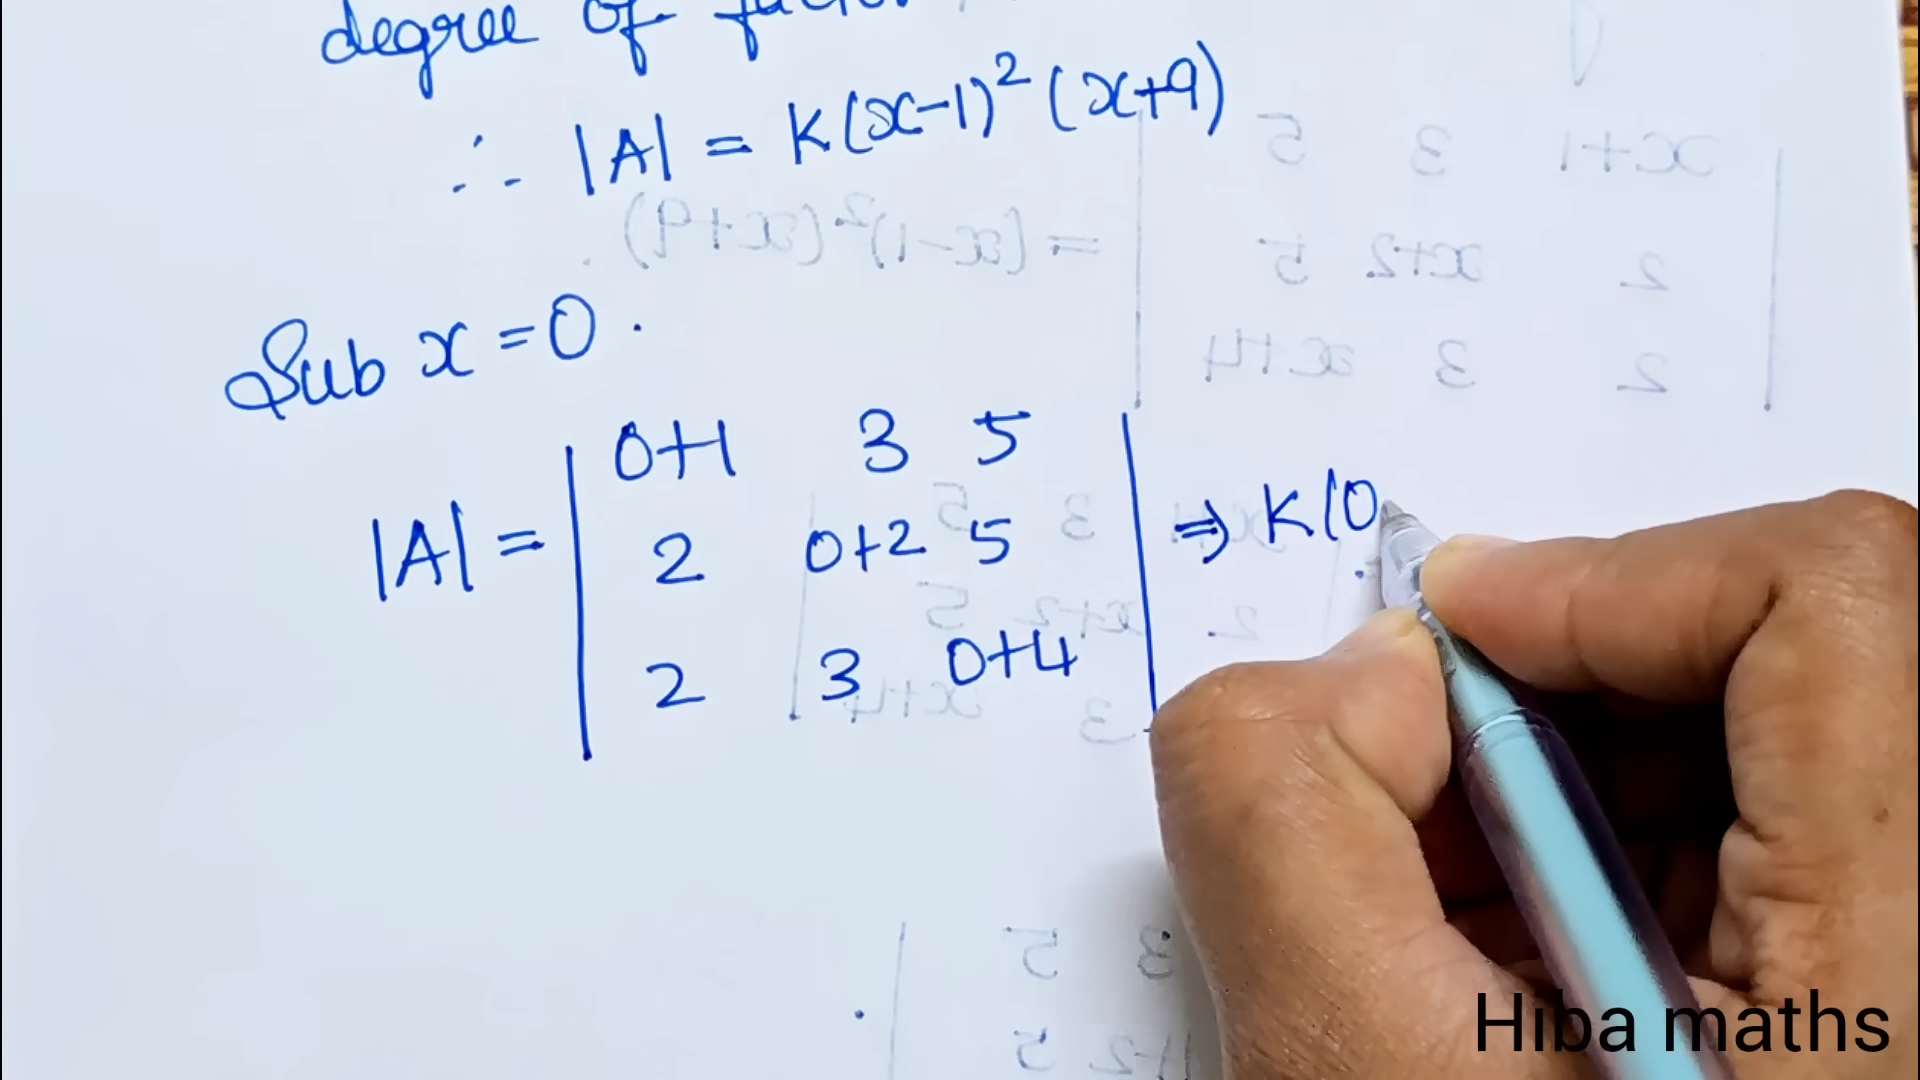 degree of factor
∴ |A| = K(x-1)² (x+9)
Sub x=0.
0+1 3 5
|A| = 2 0+2 5 ⇒ K(0
2 3 0+4
Hiba maths